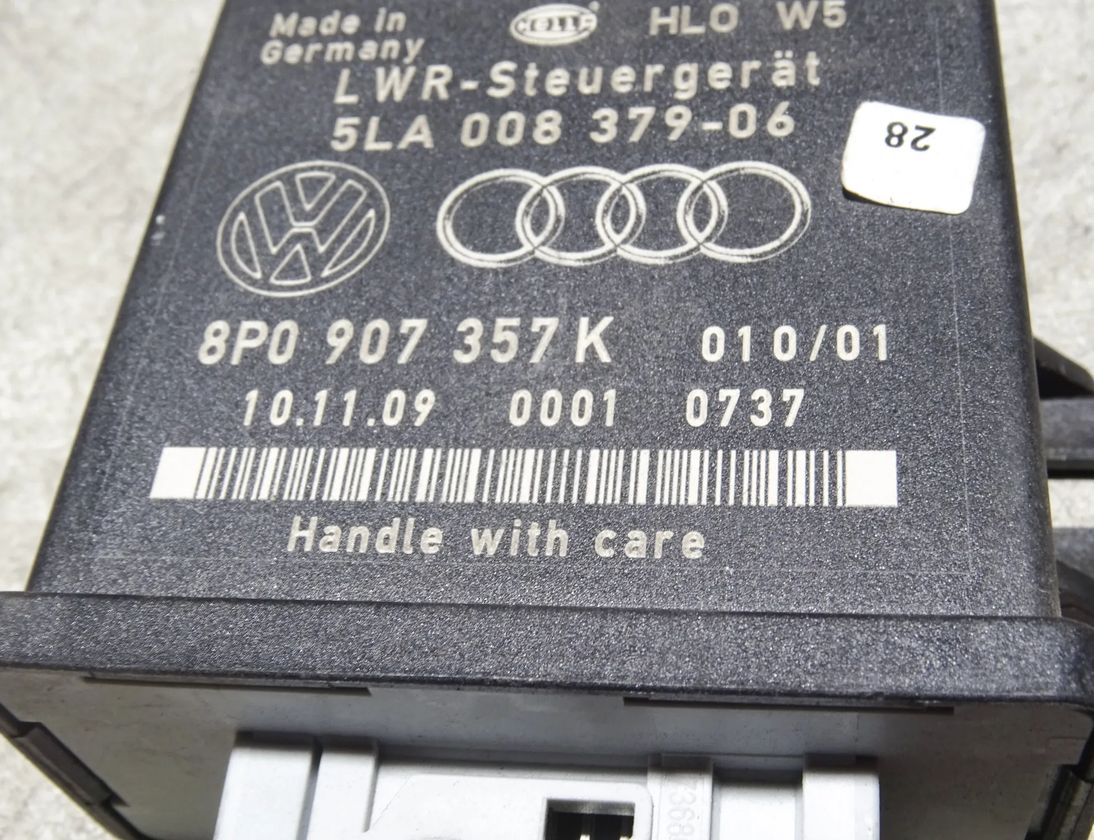 Made in
Germany
HELLA
HLO W5
LWR-Steuergerät
5LA 008 379-06
28
8P0 907 357 K 010/01
10.11.09 0001 0737
Handle with care